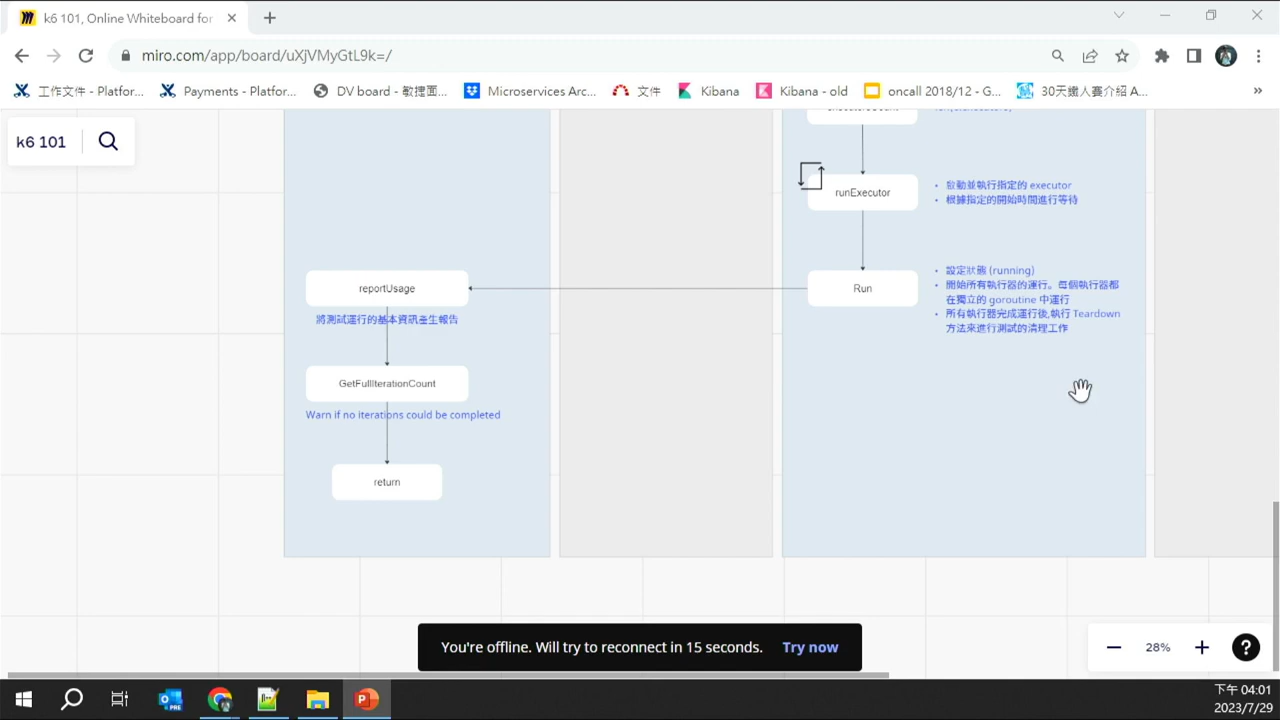 k6 101, Online Whiteboard for
miro.com/app/board/uXjVMyGtL9k=/
工作文件 - Platfor...
Payments - Platfor...
DV board - 敏捷面...
Microservices Arc...
文件
Kibana
Kibana - old
oncall 2018/12 - G...
30天鐵人賽介紹 A...
k6 101
runExecutor
啟動並執行指定的 executor
根據指定的開始時間進行等待
reportUsage
將測試運行的基本資訊產生報告
Run
設定狀態 (running)
開始所有執行器的運行。每個執行器都
在獨立的 goroutine 中運行
所有執行器完成運行後,執行 Teardown
方法來進行測試的清理工作
GetFullIterationCount
Warn if no iterations could be completed
return
You're offline. Will try to reconnect in 15 seconds. Try now
28%
下午 04:01
2023/7/29